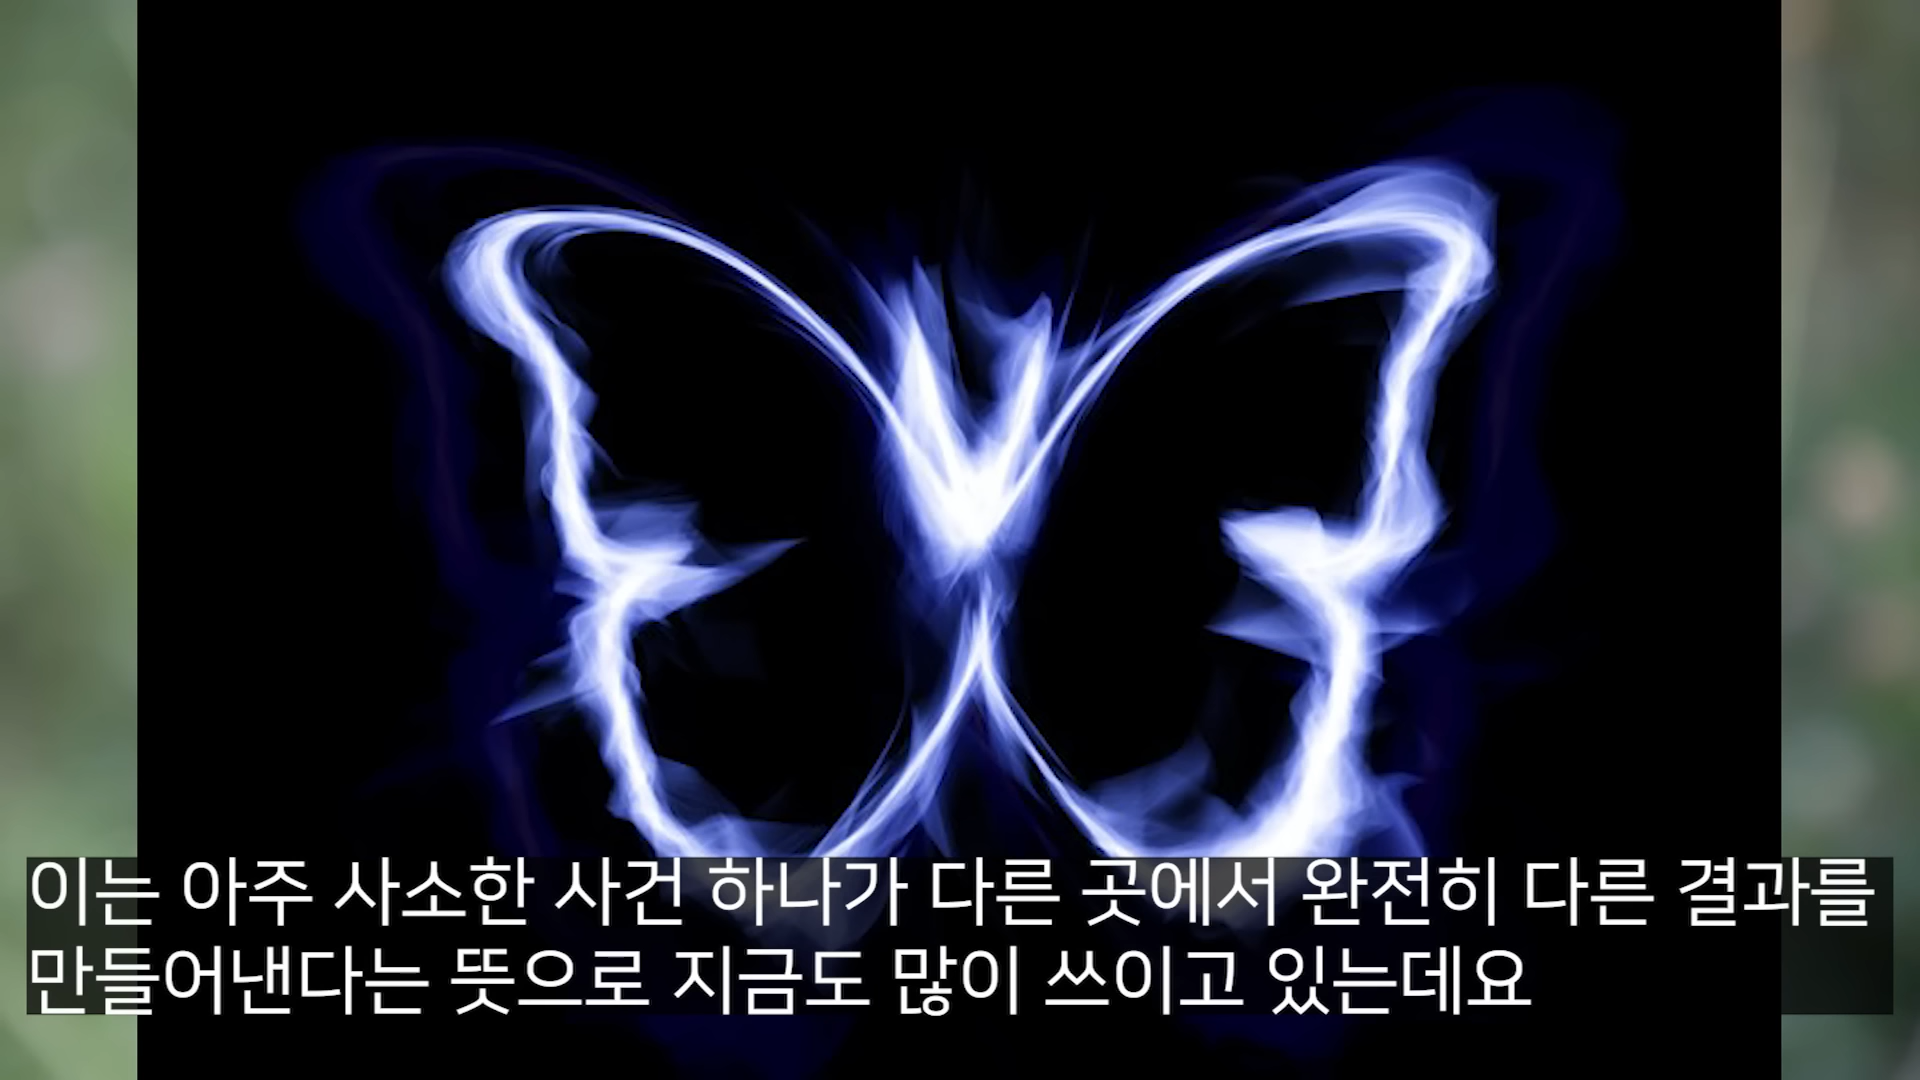 이는 아주 사소한 사건 하나가 다른 곳에서 완전히 다른 결과를
만들어낸다는 뜻으로 지금도 많이 쓰이고 있는데요